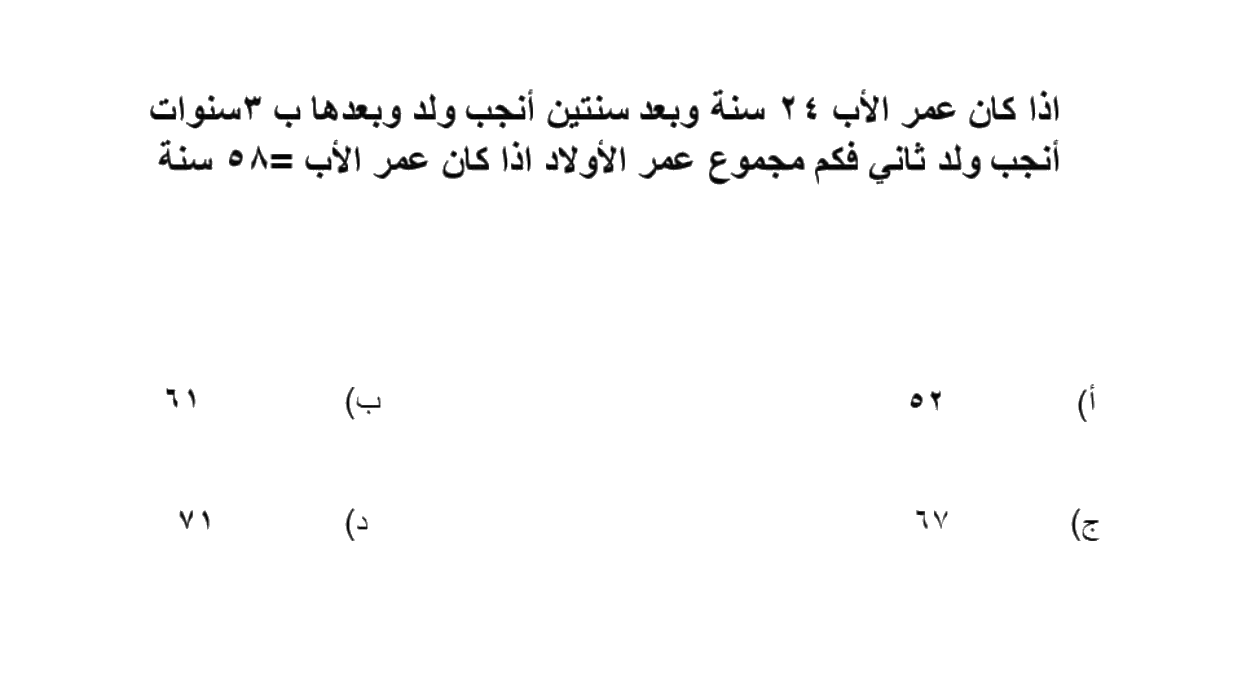 اذا كان عمر الأب ٢٤ سنة وبعد سنتين أنجب ولد وبعدها ب ٣سنوات
أنجب ولد ثاني فكم مجموع عمر الأولاد اذا كان عمر الأب =٥٨ سنة
أ) ٥٢ ب) ٦١
ج) ٦٧ د) ٧١